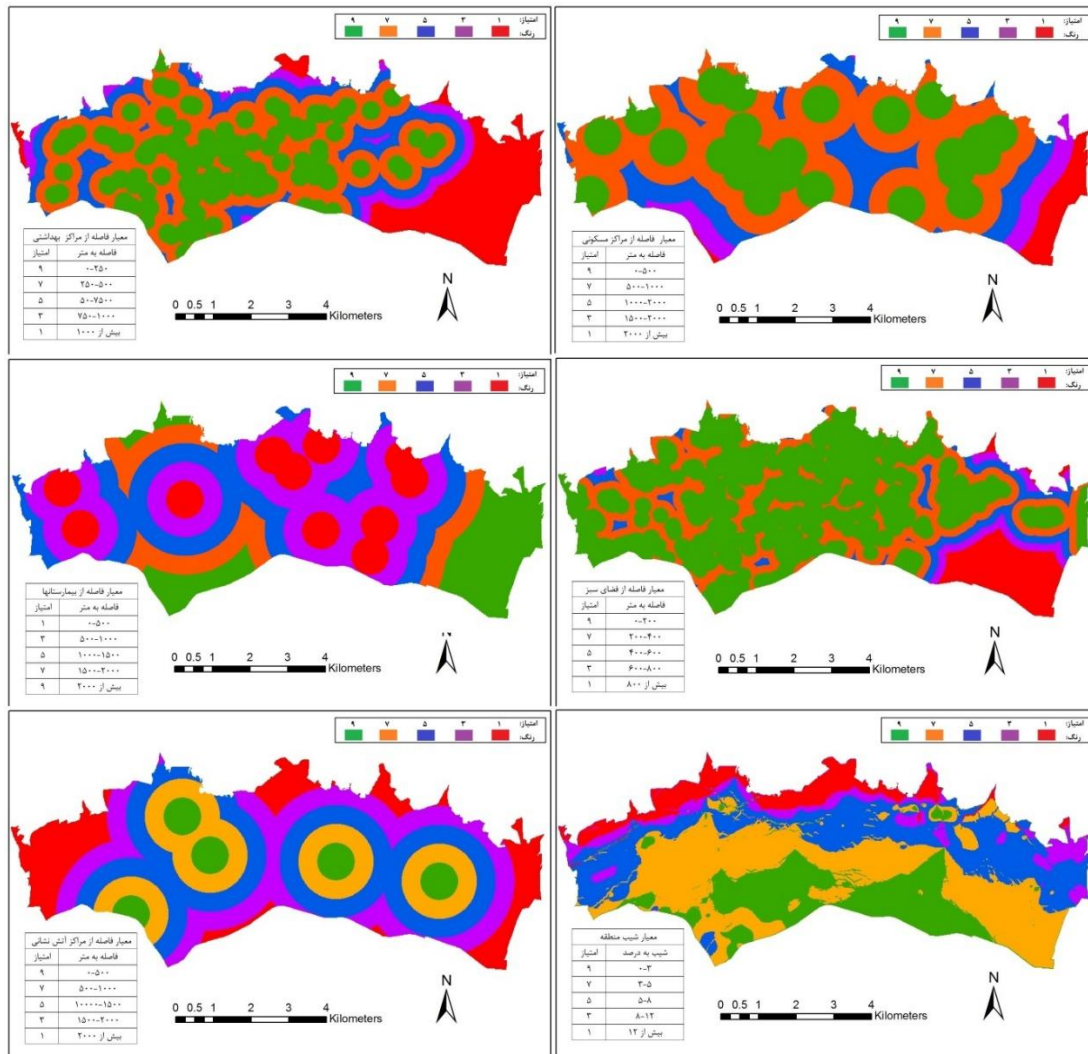 امتیاز: ۱ ۳ ۵ ۷ ۹
رنگ:
معیار فاصله از مراکز بهداشتی
فاصله به متر امتیاز
۰-۲۵۰ ۹
۲۵۰-۵۰۰ ۷
۵۰-۷۵۰۰ ۵
۷۵۰-۱۰۰۰ ۳
بیش از ۱۰۰۰ ۱
N
0 0.5 1 2 3 4
Kilometers
امتیاز: ۱ ۳ ۵ ۷ ۹
رنگ:
معیار فاصله از مراکز مسکونی
فاصله به متر امتیاز
۰-۵۰۰ ۹
۵۰۰-۱۰۰۰ ۷
۱۰۰۰-۲۰۰۰ ۵
۱۵۰۰-۲۰۰۰ ۳
بیش از ۲۰۰۰ ۱
N
0 0.5 1 2 3 4
Kilometers
امتیاز: ۱ ۳ ۵ ۷ ۹
رنگ:
معیار فاصله از بیمارستانها
فاصله به متر امتیاز
۰-۵۰۰ ۱
۵۰۰-۱۰۰۰ ۳
۱۰۰۰-۱۵۰۰ ۵
۱۵۰۰-۲۰۰۰ ۷
بیش از ۲۰۰۰ ۹
0 0.5 1 2 3 4
Kilometers
امتیاز: ۱ ۳ ۵ ۷ ۹
رنگ:
معیار فاصله از فضای سبز
فاصله به متر امتیاز
۰-۲۰۰ ۹
۲۰۰-۴۰۰ ۷
۴۰۰-۶۰۰ ۵
۶۰۰-۸۰۰ ۳
بیش از ۸۰۰ ۱
N
0 0.5 1 2 3 4
Kilometers
امتیاز: ۱ ۳ ۵ ۷ ۹
رنگ:
معیار فاصله از مراکز آتش نشانی
فاصله به متر امتیاز
۰-۵۰۰ ۹
۵۰۰-۱۰۰۰ ۷
۱۰۰۰۰-۱۵۰۰ ۵
۱۵۰۰-۲۰۰۰ ۳
بیش از ۲۰۰۰ ۱
N
0 0.5 1 2 3 4
Kilometers
امتیاز: ۱ ۳ ۵ ۷ ۹
رنگ:
معیار شیب منطقه
شیب به درصد امتیاز
۰-۳ ۹
۳-۵ ۷
۵-۸ ۵
۸-۱۲ ۳
بیش از ۱۲ ۱
N
0 0.5 1 2 3 4
Kilometers